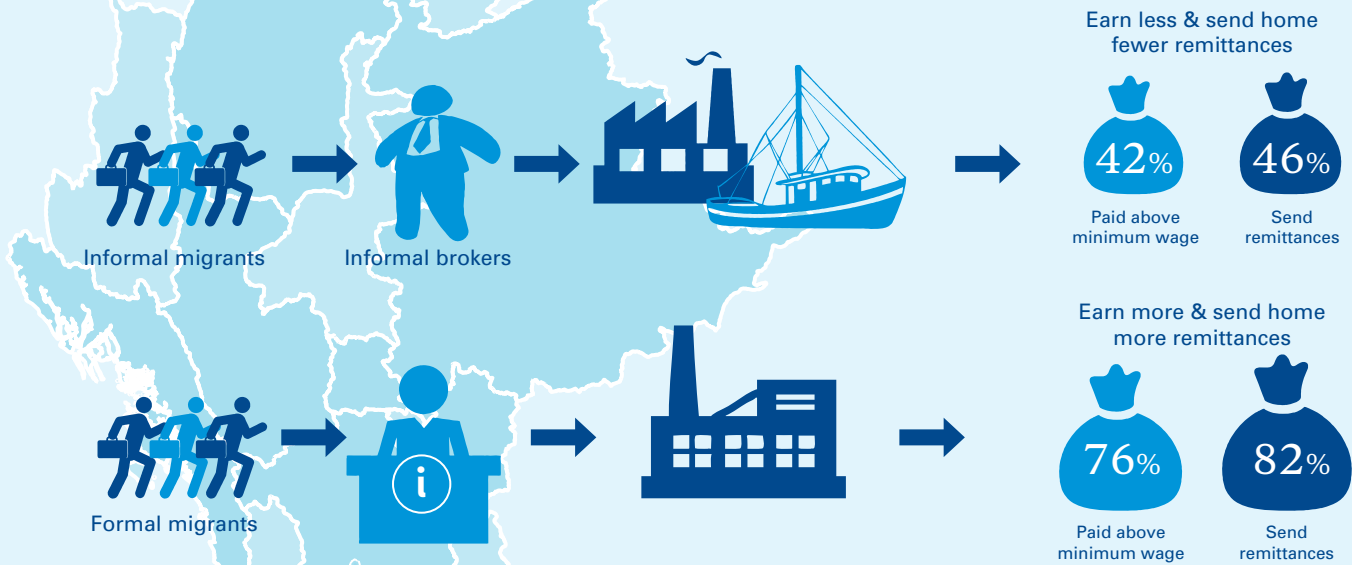 Earn less & send home
fewer remittances
42%
46%
Paid above
minimum wage
Send
remittances
Informal migrants
Informal brokers
Earn more & send home
more remittances
76%
82%
i
Formal migrants
Paid above
minimum wage
Send
remittances